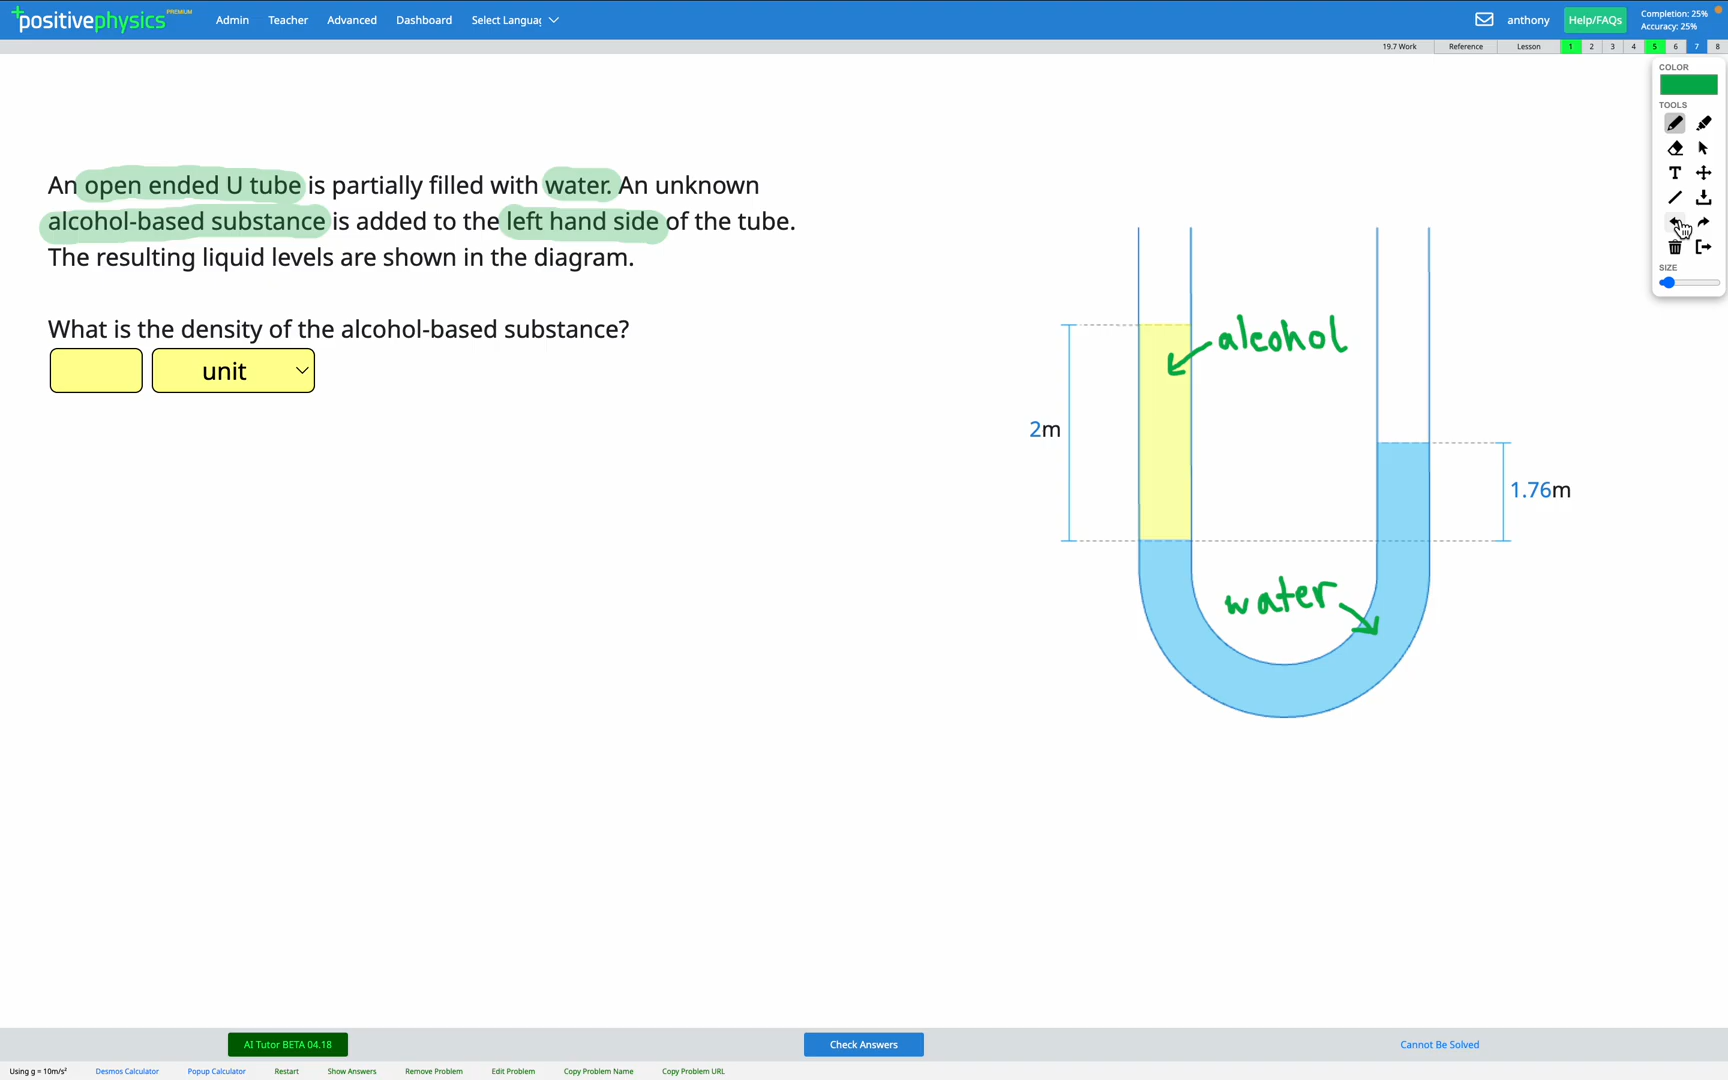 +positivephysics PREMIUM Admin Teacher Advanced Dashboard Select Languag anthony Help/FAQs Completion: 25%
Accuracy: 25%
19.7 Work Reference Lesson 1 2 3 4 5 6 7 8
COLOR
TOOLS
T
SIZE
An open ended U tube is partially filled with water. An unknown
alcohol-based substance is added to the left hand side of the tube.
The resulting liquid levels are shown in the diagram.
What is the density of the alcohol-based substance?
unit
alcohol
2m
1.76m
water
AI Tutor BETA 04.18 Check Answers Cannot Be Solved
Using g = 10m/s² Desmos Calculator Popup Calculator Restart Show Answers Remove Problem Edit Problem Copy Problem Name Copy Problem URL